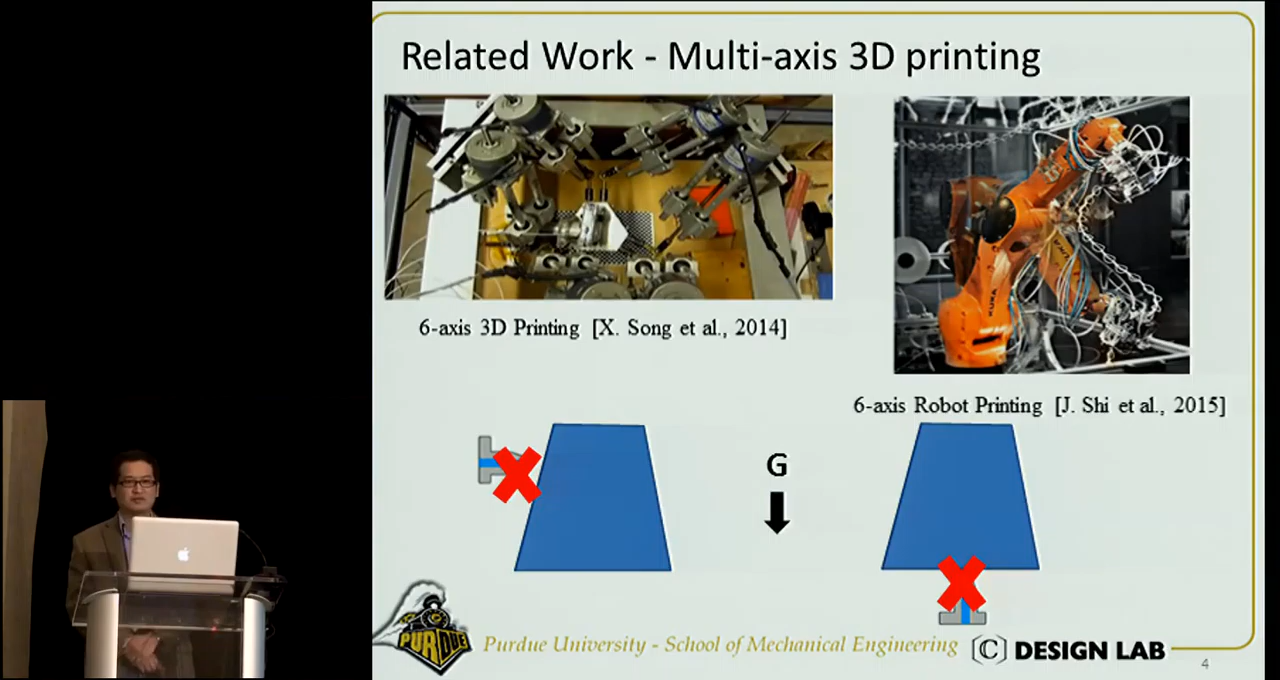 Related Work - Multi-axis 3D printing
6-axis 3D Printing [X. Song et al., 2014]
KUKA
6-axis Robot Printing [J. Shi et al., 2015]
G
PURDUE
Purdue University - School of Mechanical Engineering
[C] DESIGN LAB
4